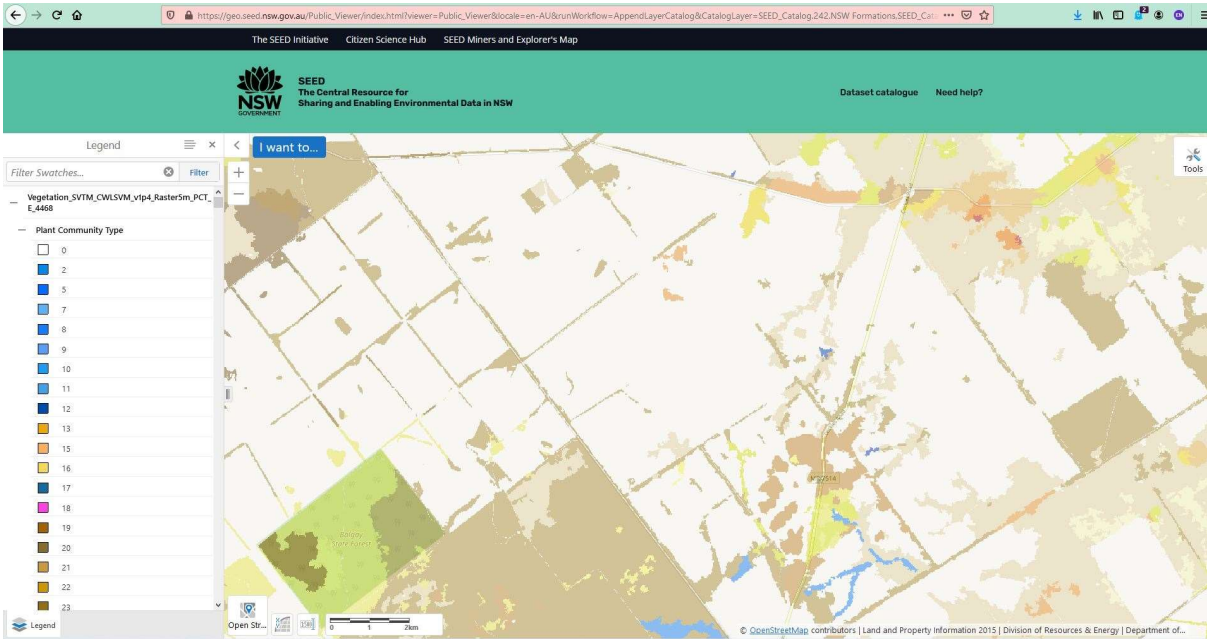 https://geo.seed.nsw.gov.au/Public_Viewer/index.html?viewer=Public_Viewer&locale=en-AU&runWorkflow=AppendLayerCatalog&CatalogLayer=SEED_Catalog.242.NSW Formations,SEED_Cat
The SEED Initiative Citizen Science Hub SEED Miners and Explorer's Map
NSW
GOVERNMENT
SEED
The Central Resource for
Sharing and Enabling Environmental Data in NSW
Dataset catalogue Need help?
Legend
I want to...
Tools
Filter Swatches... Filter
Vegetation_SVTM_CWLSVM_v1p4_Raster5m_PCT_
E_4468
Plant Community Type
0
2
5
7
8
9
10
11
12
13
15
16
17
18
19
20
21
22
23
State Forest
Legend
Open Str...
0 1 2km
© OpenStreetMap contributors | Land and Property Information 2015 | Division of Resources & Energy | Department of...